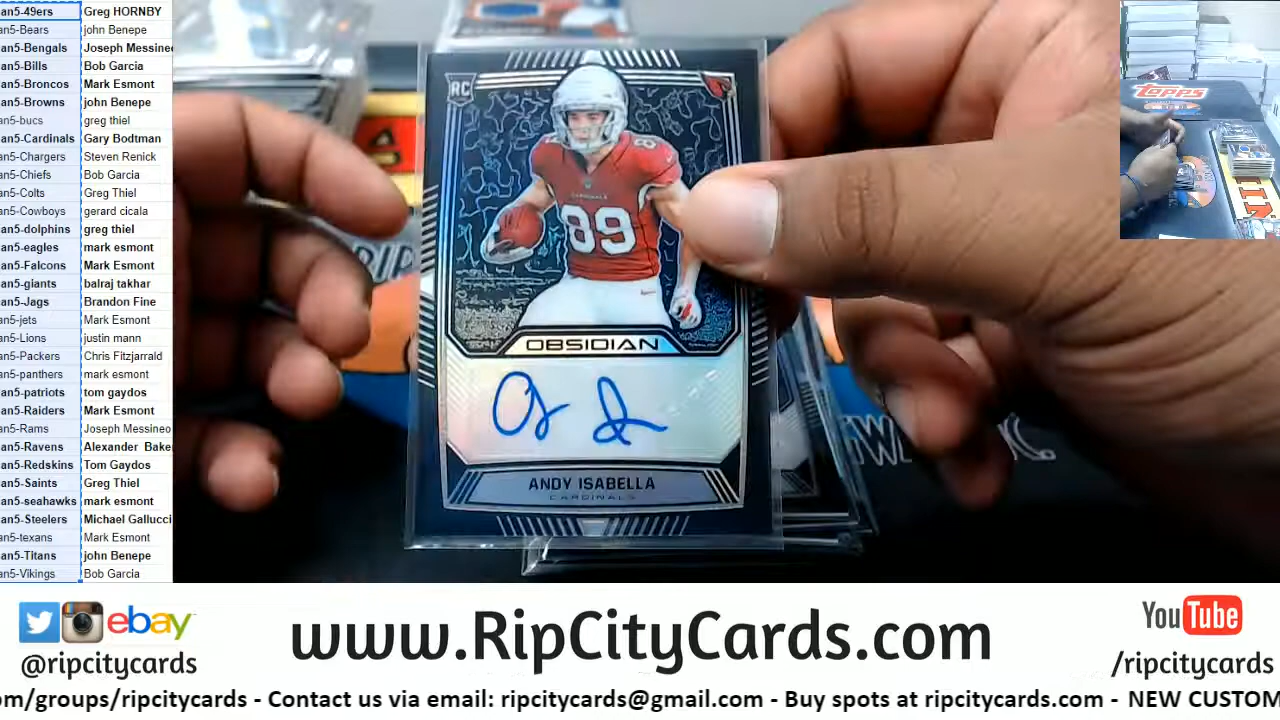 an5-49ers Greg HORNBY
an5-Bears john Benepe
an5-Bengals Joseph Messine
an5-Bills Bob Garcia
an5-Broncos Mark Esmont
an5-Browns john Benepe
an5-bucs greg thiel
an5-Cardinals Gary Bodtman
an5-Chargers Steven Renick
an5-Chiefs Bob Garcia
an5-Colts Greg Thiel
an5-Cowboys gerard cicala
an5-dolphins greg thiel
an5-eagles mark esmont
an5-Falcons Mark Esmont
an5-giants balraj takhar
an5-Jags Brandon Fine
an5-jets Mark Esmont
an5-Lions justin mann
an5-Packers Chris Fitzjarrald
an5-panthers mark esmont
an5-patriots tom gaydos
an5-Raiders Mark Esmont
an5-Rams Joseph Messineo
an5-Ravens Alexander Bake
an5-Redskins Tom Gaydos
an5-Saints Greg Thiel
an5-seahawks mark esmont
an5-Steelers Michael Gallucci
an5-texans Mark Esmont
an5-Titans john Benepe
an5-Vikings Bob Garcia
RC
CARDINALS
89
89
OBSIDIAN
ANDY ISABELLA
CARDINALS
RIP
Topps
ebay
@ripcitycards
www.RipCityCards.com
YouTube
/ripcitycards
om/groups/ripcitycards - Contact us via email: ripcitycards@gmail.com - Buy spots at ripcitycards.com - NEW CUSTOM